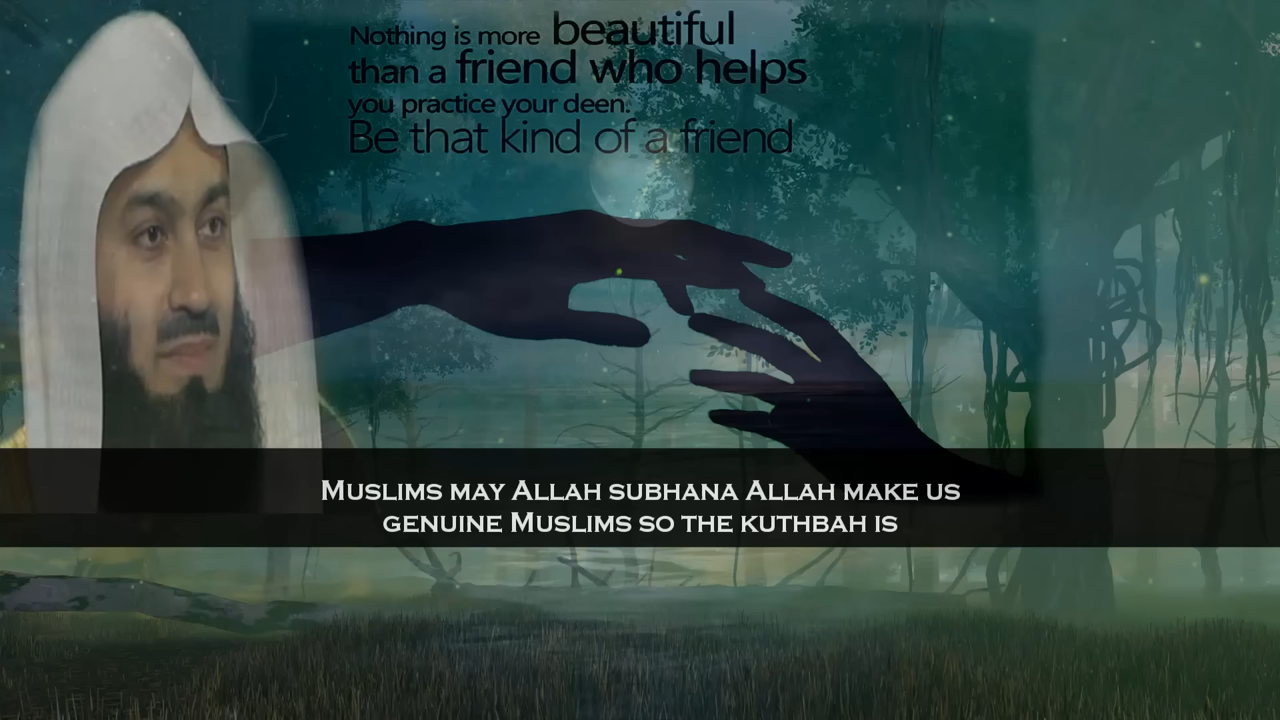 Nothing is more beautiful
than a friend who helps
you practice your deen.
Be that kind of a friend
Muslims may Allah subhana Allah make us
genuine Muslims so the kuthbah is